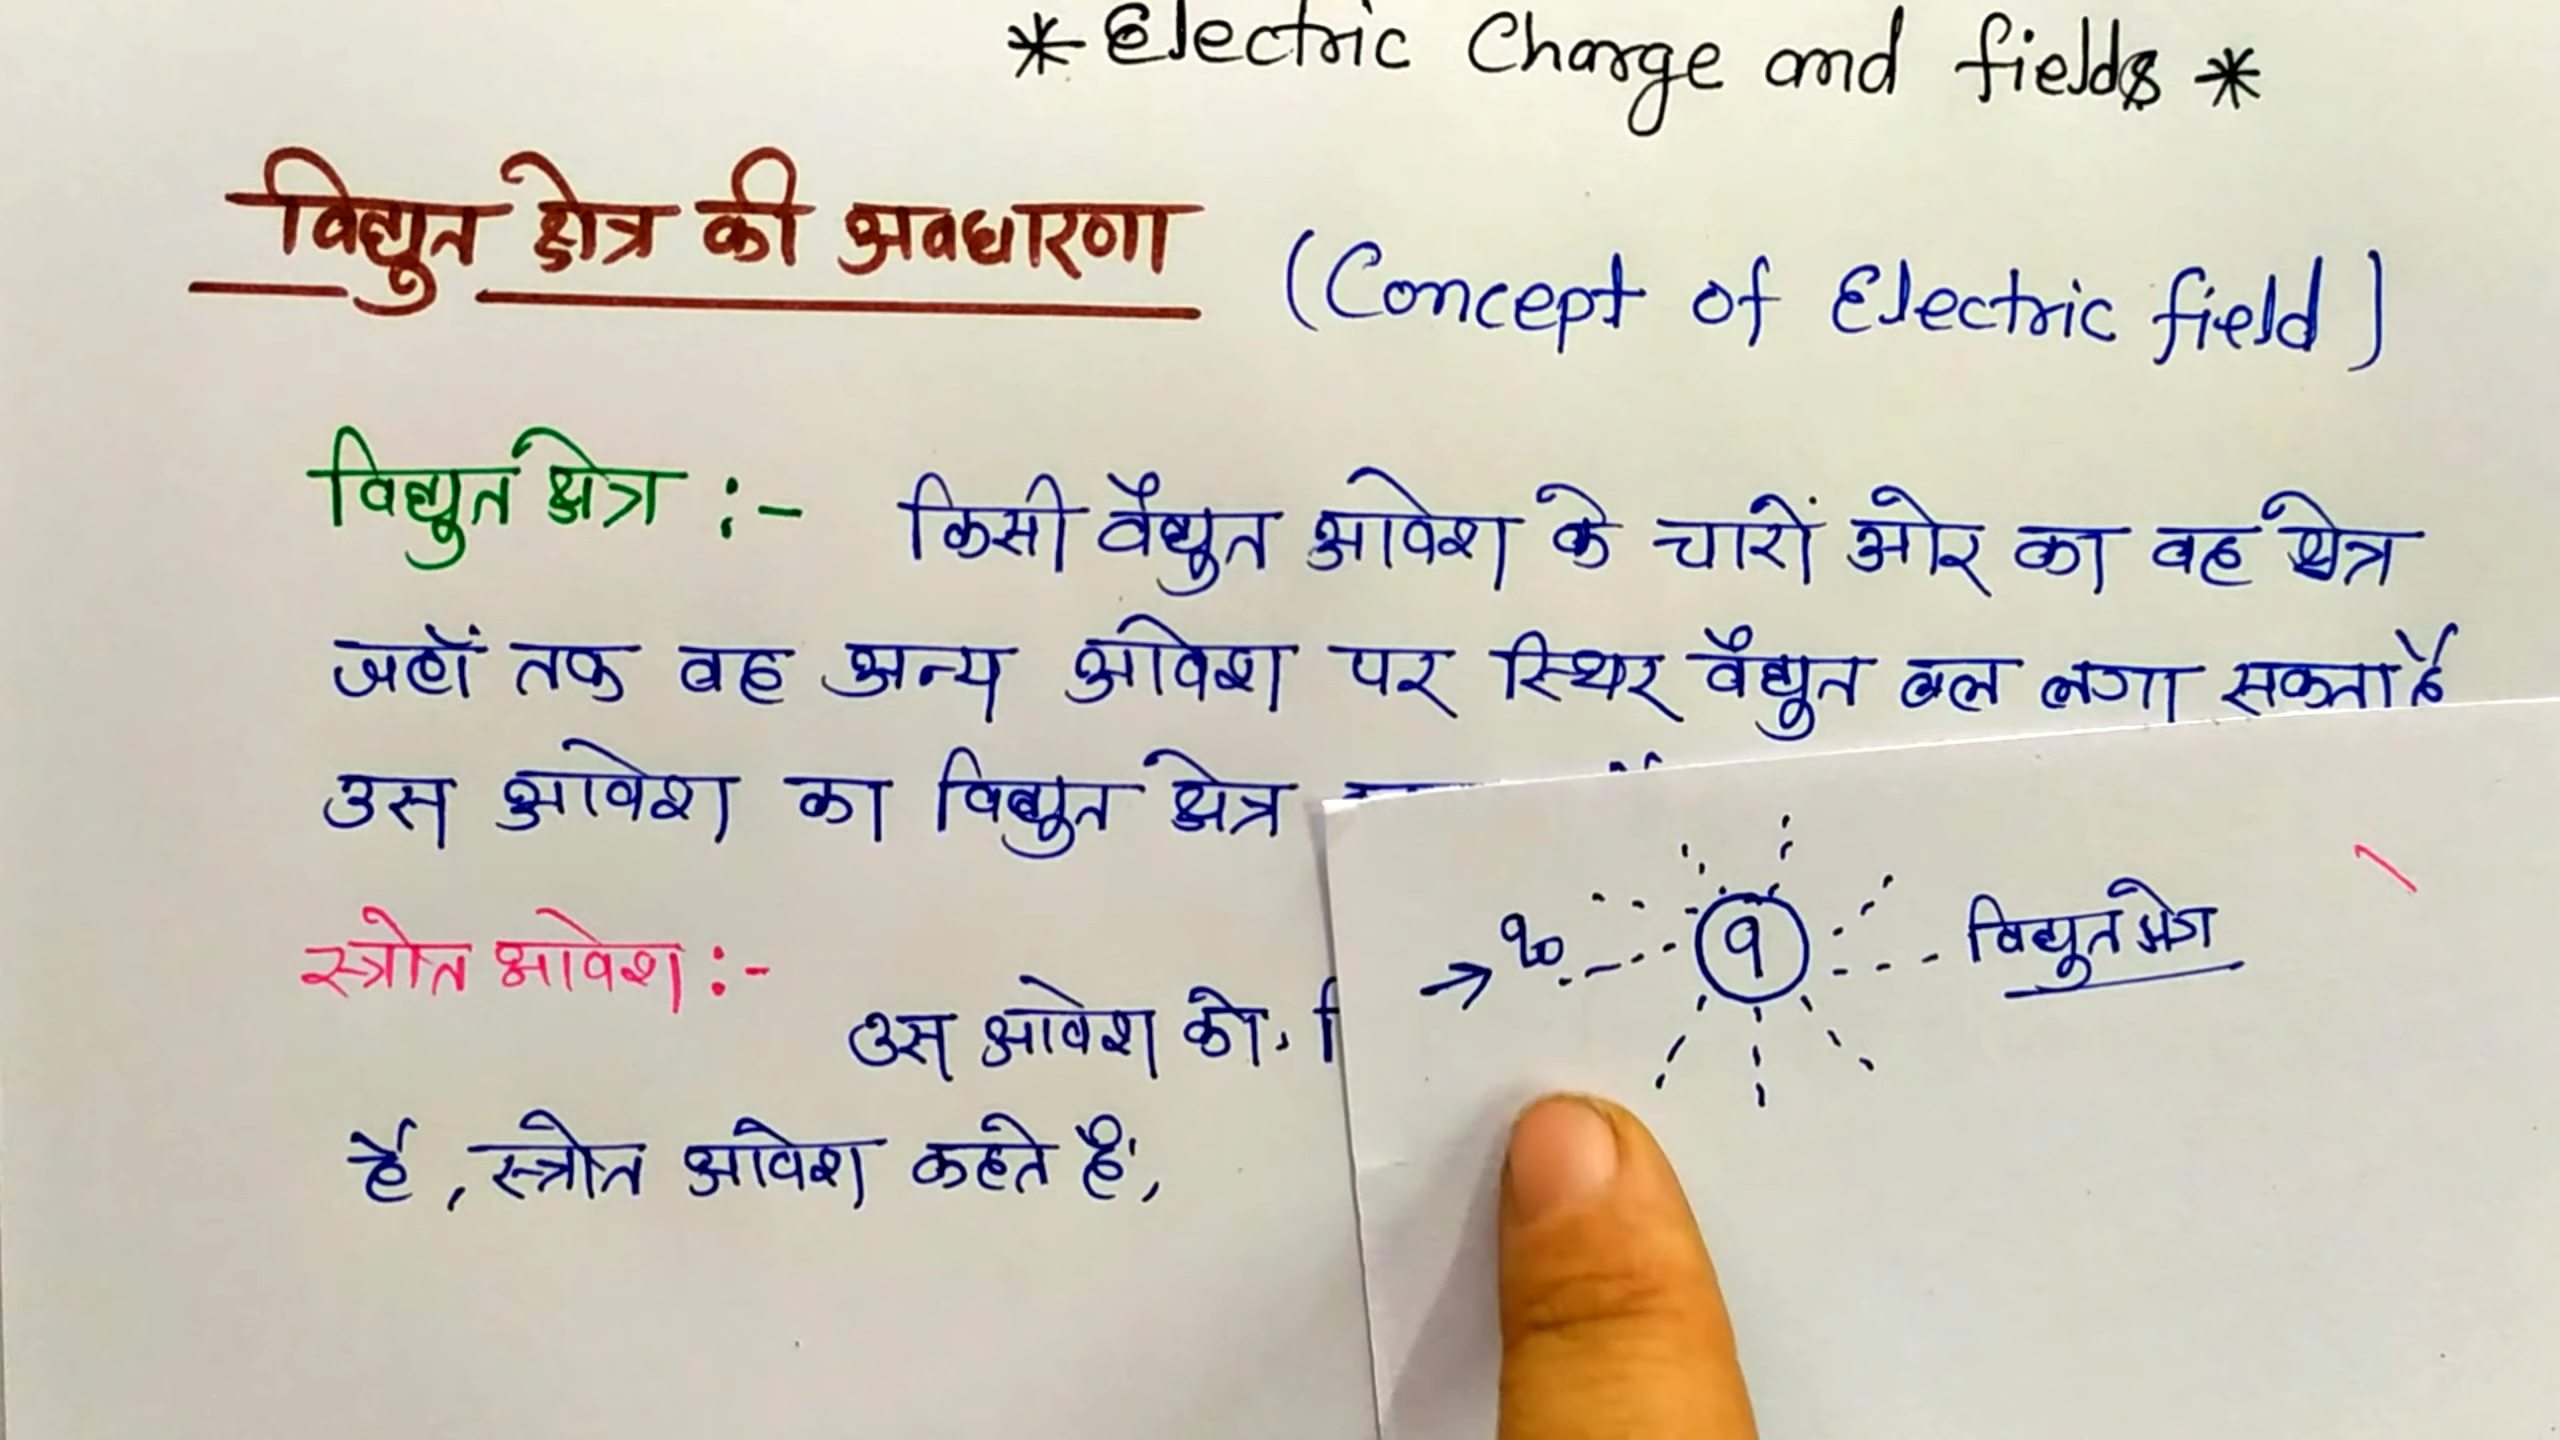 * Electric Charge and fields *
विद्युत क्षेत्र की अवधारणा
(Concept of Electric field)
विद्युत क्षेत्र :- किसी वैद्युत आवेश के चारों ओर का वह क्षेत्र
जहाँ तक वह अन्य आवेश पर स्थिर वैद्युत बल लगा सकता है
उस आवेश का विद्युत क्षेत्र
स्त्रोत आवेश :-
उस आवेश को,
है, स्त्रोत आवेश कहते हैं,
→ q₀ q विद्युत क्षेत्र